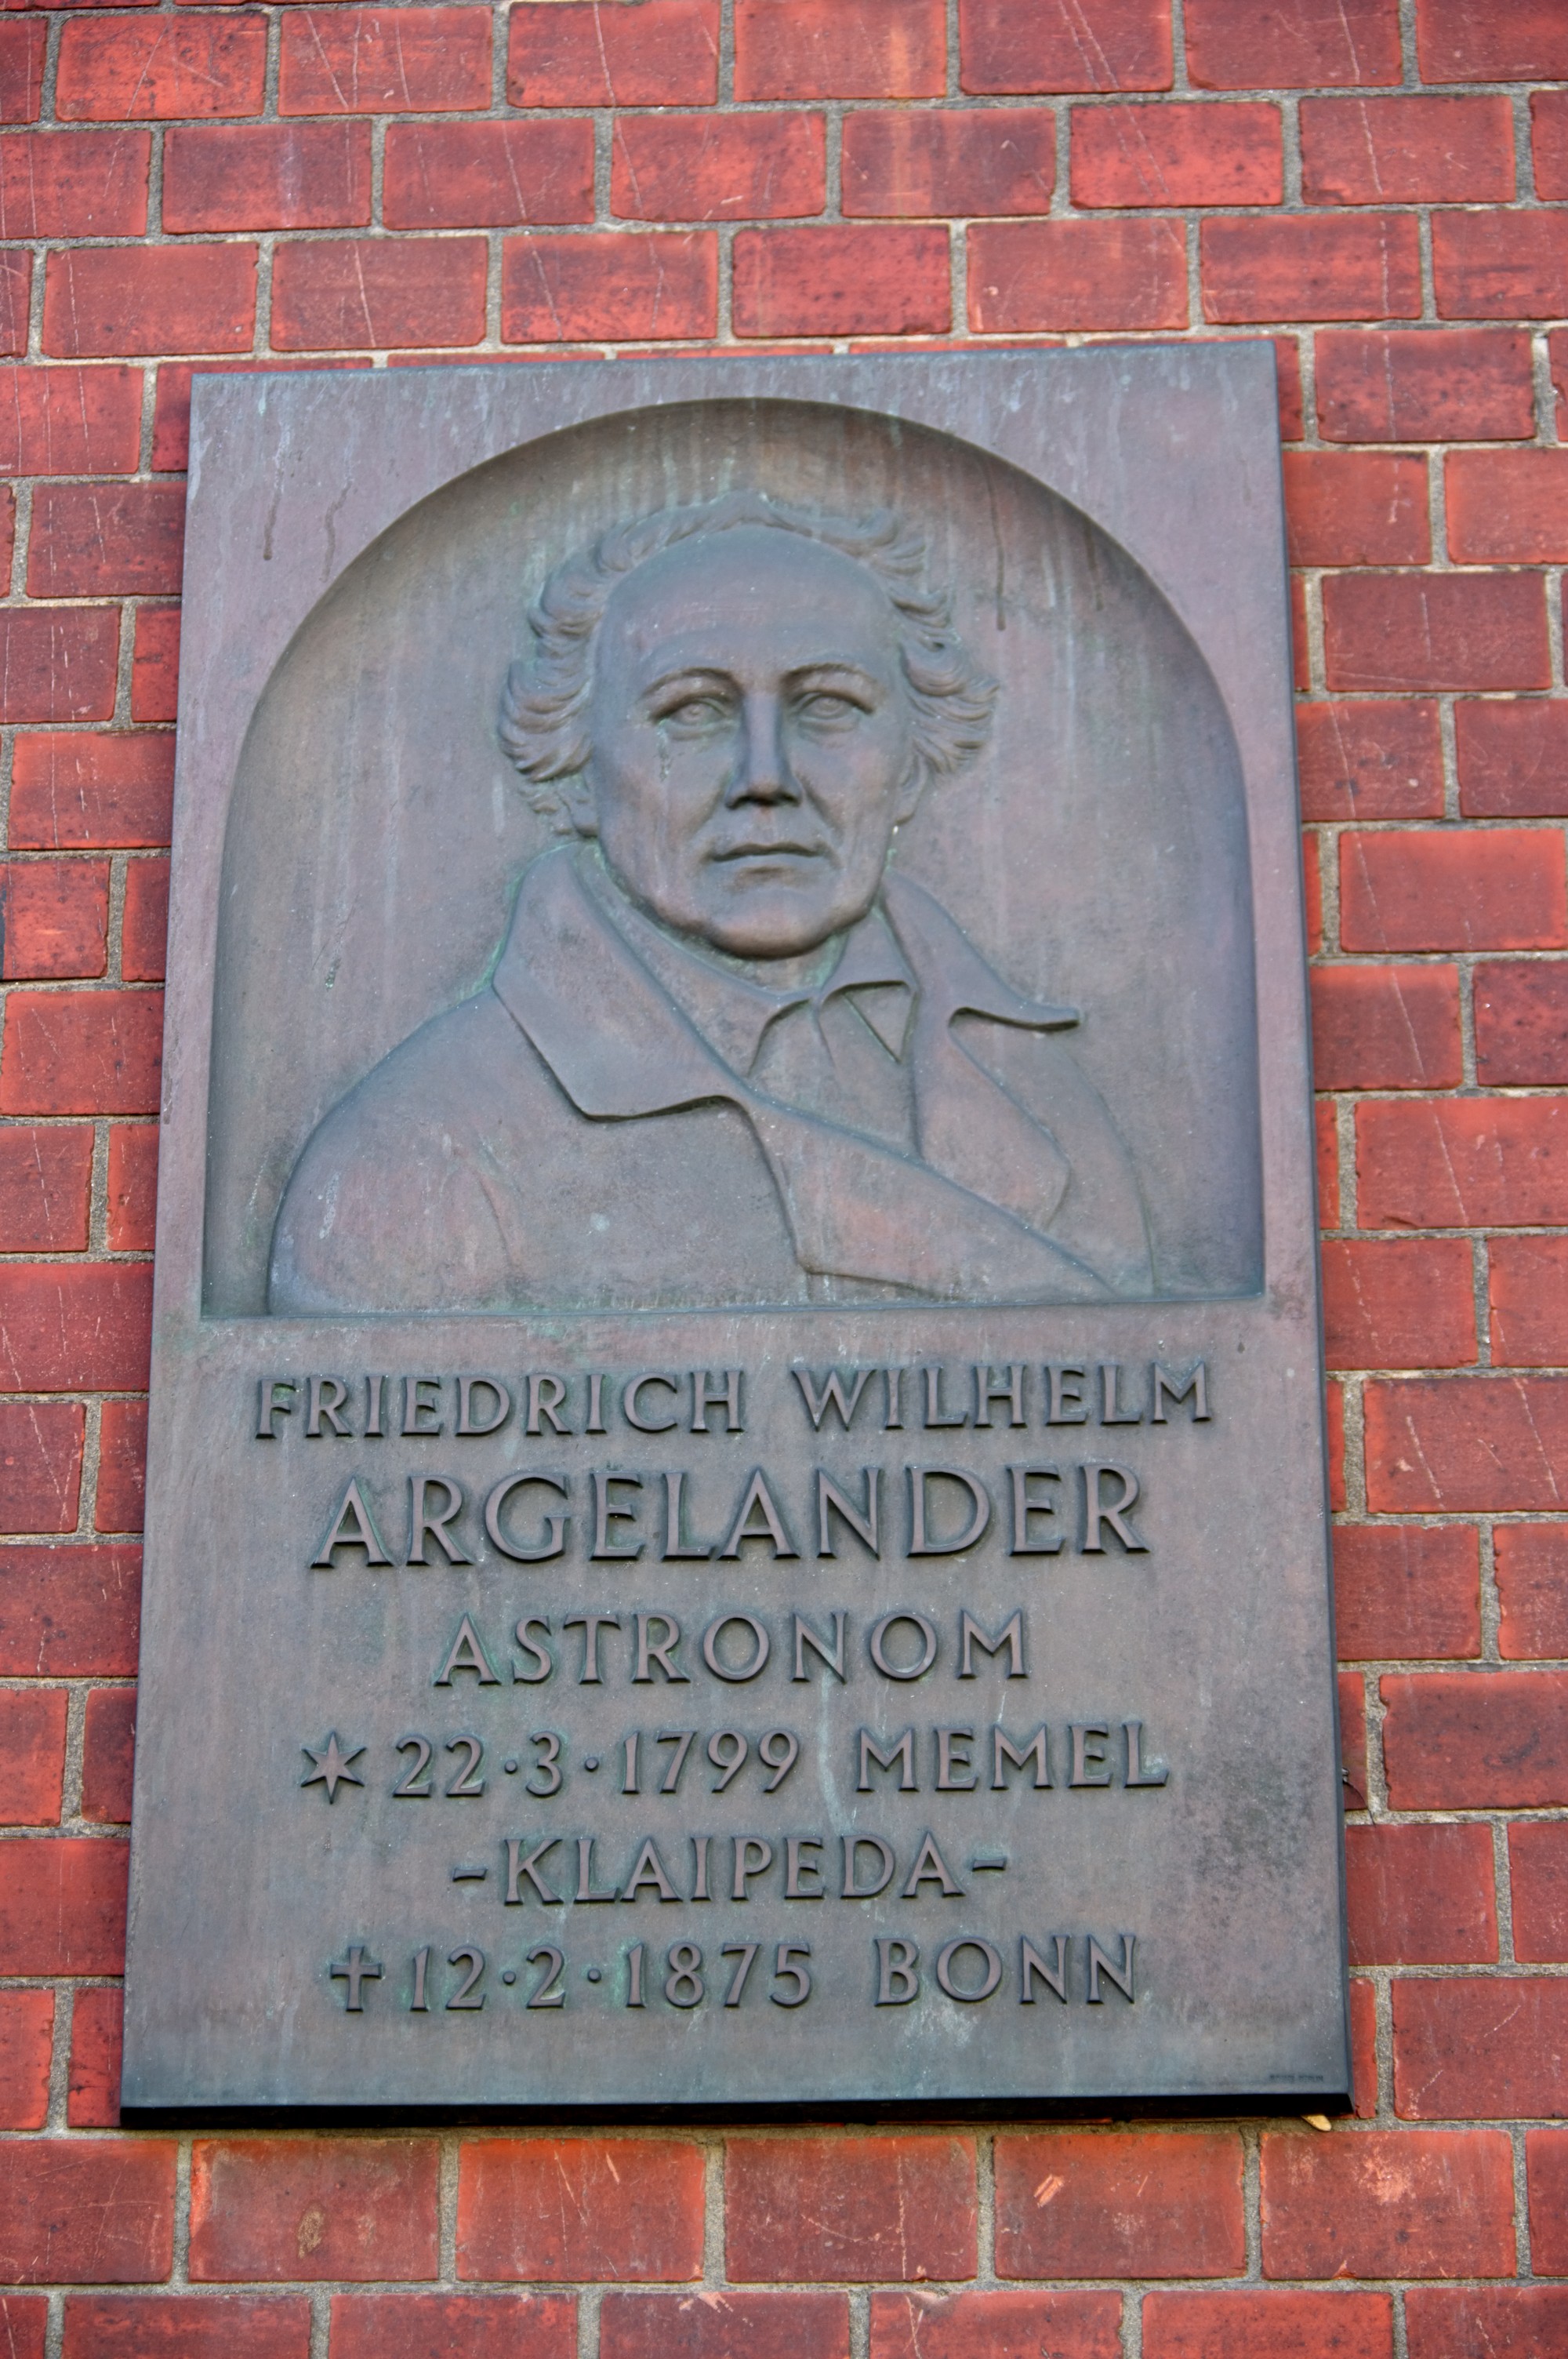 FRIEDRICH WILHELM
ARGELANDER
ASTRONOM
✶ 22·3·1799 MEMEL
-KLAIPEDA-
✝ 12·2·1875 BONN